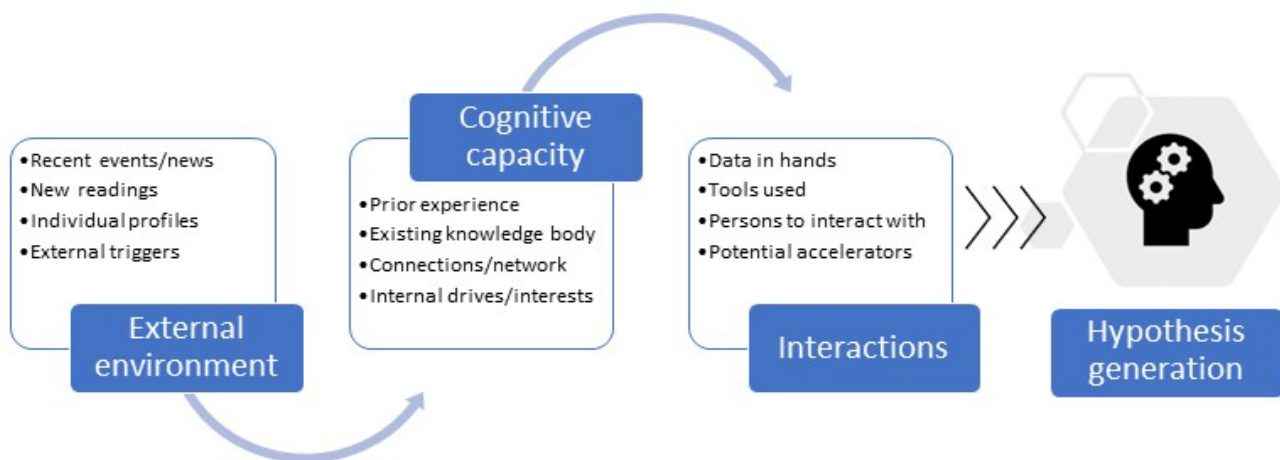 •Recent events/news
•New readings
•Individual profiles
•External triggers
External
environment
Cognitive
capacity
•Prior experience
•Existing knowledge body
•Connections/network
•Internal drives/interests
•Data in hands
•Tools used
•Persons to interact with
•Potential accelerators
Interactions
Hypothesis
generation